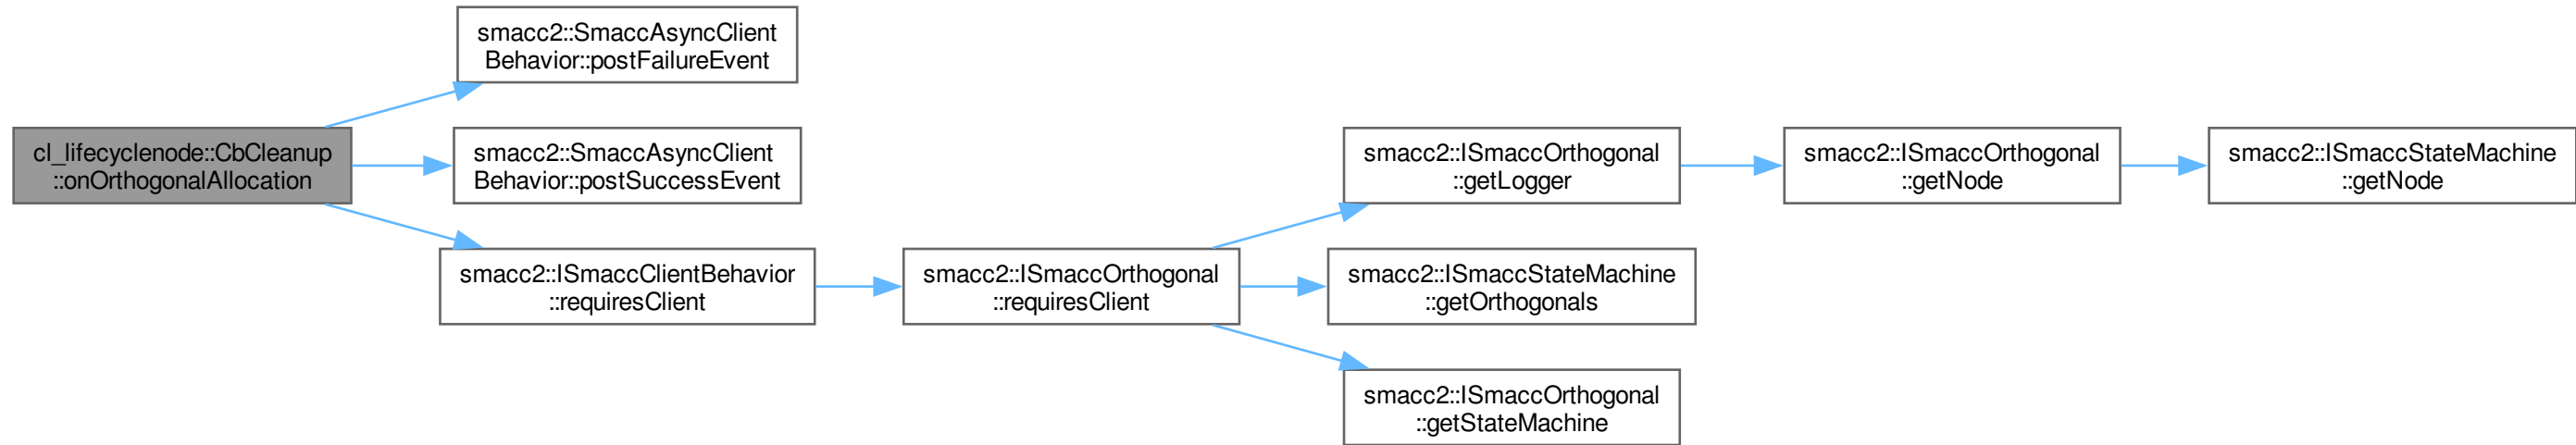 smacc2::SmaccAsyncClient
Behavior::postFailureEvent
cl_lifecyclenode::CbCleanup
::onOrthogonalAllocation
smacc2::SmaccAsyncClient
Behavior::postSuccessEvent
smacc2::ISmaccOrthogonal
::getLogger
smacc2::ISmaccOrthogonal
::getNode
smacc2::ISmaccStateMachine
::getNode
smacc2::ISmaccClientBehavior
::requiresClient
smacc2::ISmaccOrthogonal
::requiresClient
smacc2::ISmaccStateMachine
::getOrthogonals
smacc2::ISmaccOrthogonal
::getStateMachine